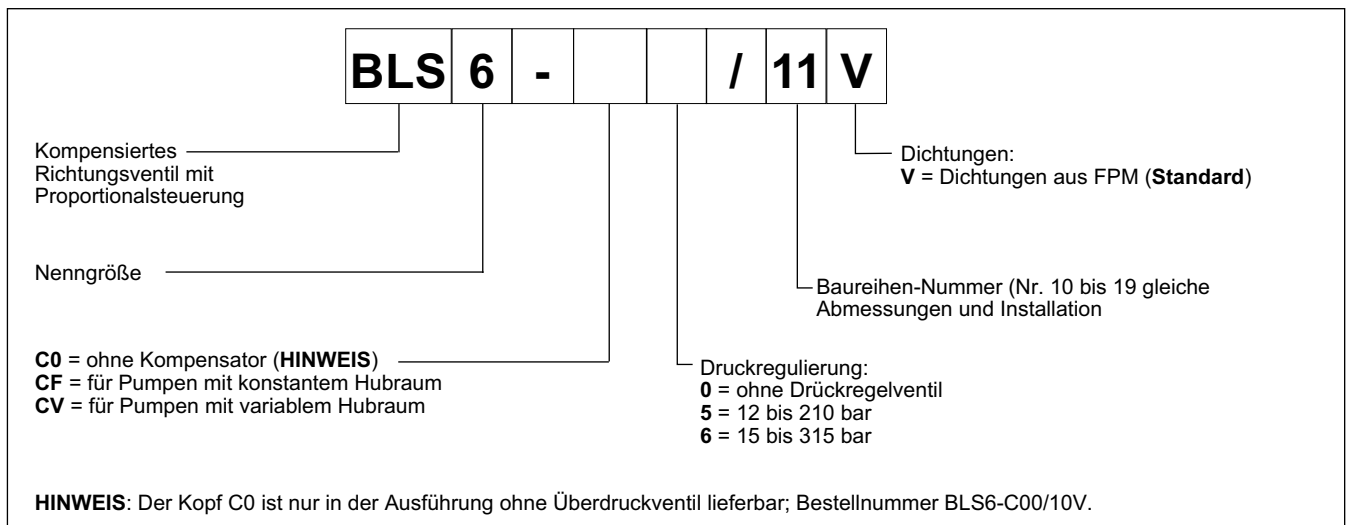 BLS 6 - / 11 V
Kompensiertes
Richtungsventil mit
Proportionalsteuerung
Dichtungen:
V = Dichtungen aus FPM (Standard)
Nenngröße
Baureihen-Nummer (Nr. 10 bis 19 gleiche
Abmessungen und Installation
C0 = ohne Kompensator (HINWEIS)
CF = für Pumpen mit konstantem Hubraum
CV = für Pumpen mit variablem Hubraum
Druckregulierung:
0 = ohne Drückregelventil
5 = 12 bis 210 bar
6 = 15 bis 315 bar
HINWEIS: Der Kopf C0 ist nur in der Ausführung ohne Überdruckventil lieferbar; Bestellnummer BLS6-C00/10V.